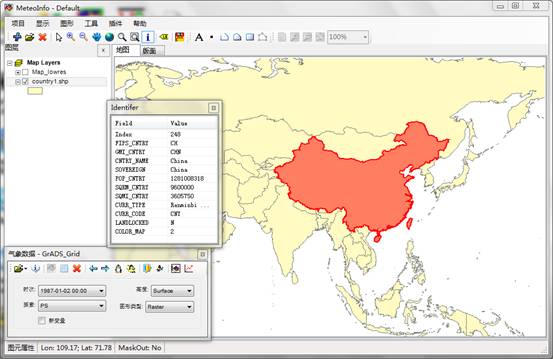 MeteoInfo - Default
项目 显示 图形 工具 插件 帮助
100%
图层
地图 版面
Map Layers
Map_lowres
country1.shp
Identifer
Field Value
Index 248
FIPS_CNTRY CH
GMI_CNTRY CHN
CNTRY_NAME China
SOVEREIGN China
POP_CNTRY 1281008318
SQKM_CNTRY 9600000
SQMI_CNTRY 3605750
CURR_TYPE Renminbi ...
CURR_CODE CNY
LANDLOCKED N
COLOR_MAP 2
气象数据 - GrADS_Grid
时次: 1987-01-02 00:00 高度: Surface
要素: PS 图形类型: Raster
新变量
图元属性 Lon: 109.17; Lat: 71.78 MaskOut: No